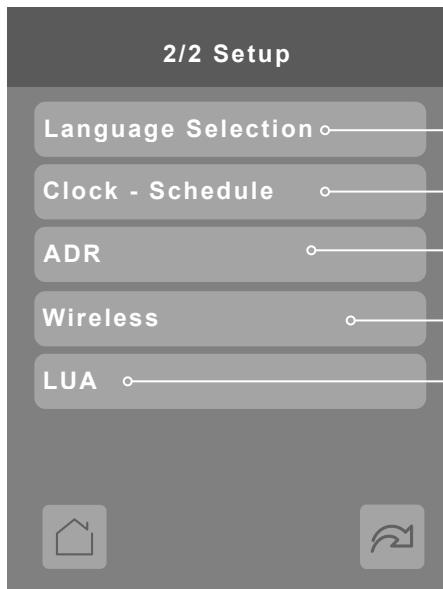 2/2 Setup
Language Selection
Clock - Schedule
ADR
Wireless
LUA